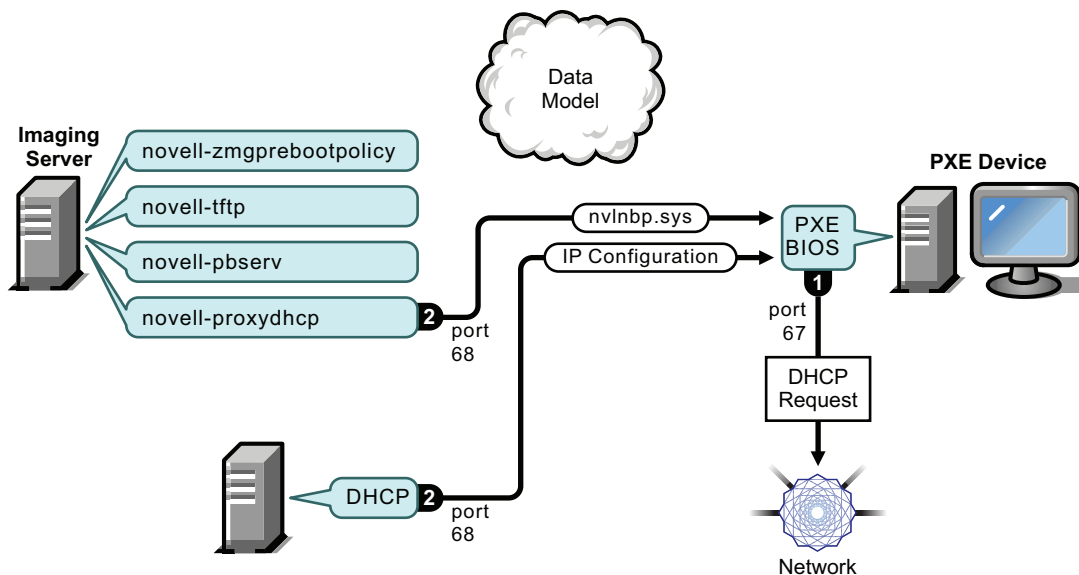 Data
Model
Imaging
Server
novell-zmgprebootpolicy
novell-tftp
novell-pbserv
novell-proxydhcp
2
port
68
nvlnbp.sys
IP Configuration
PXE
BIOS
1
PXE Device
port
67
DHCP
Request
Network
DHCP
2
port
68